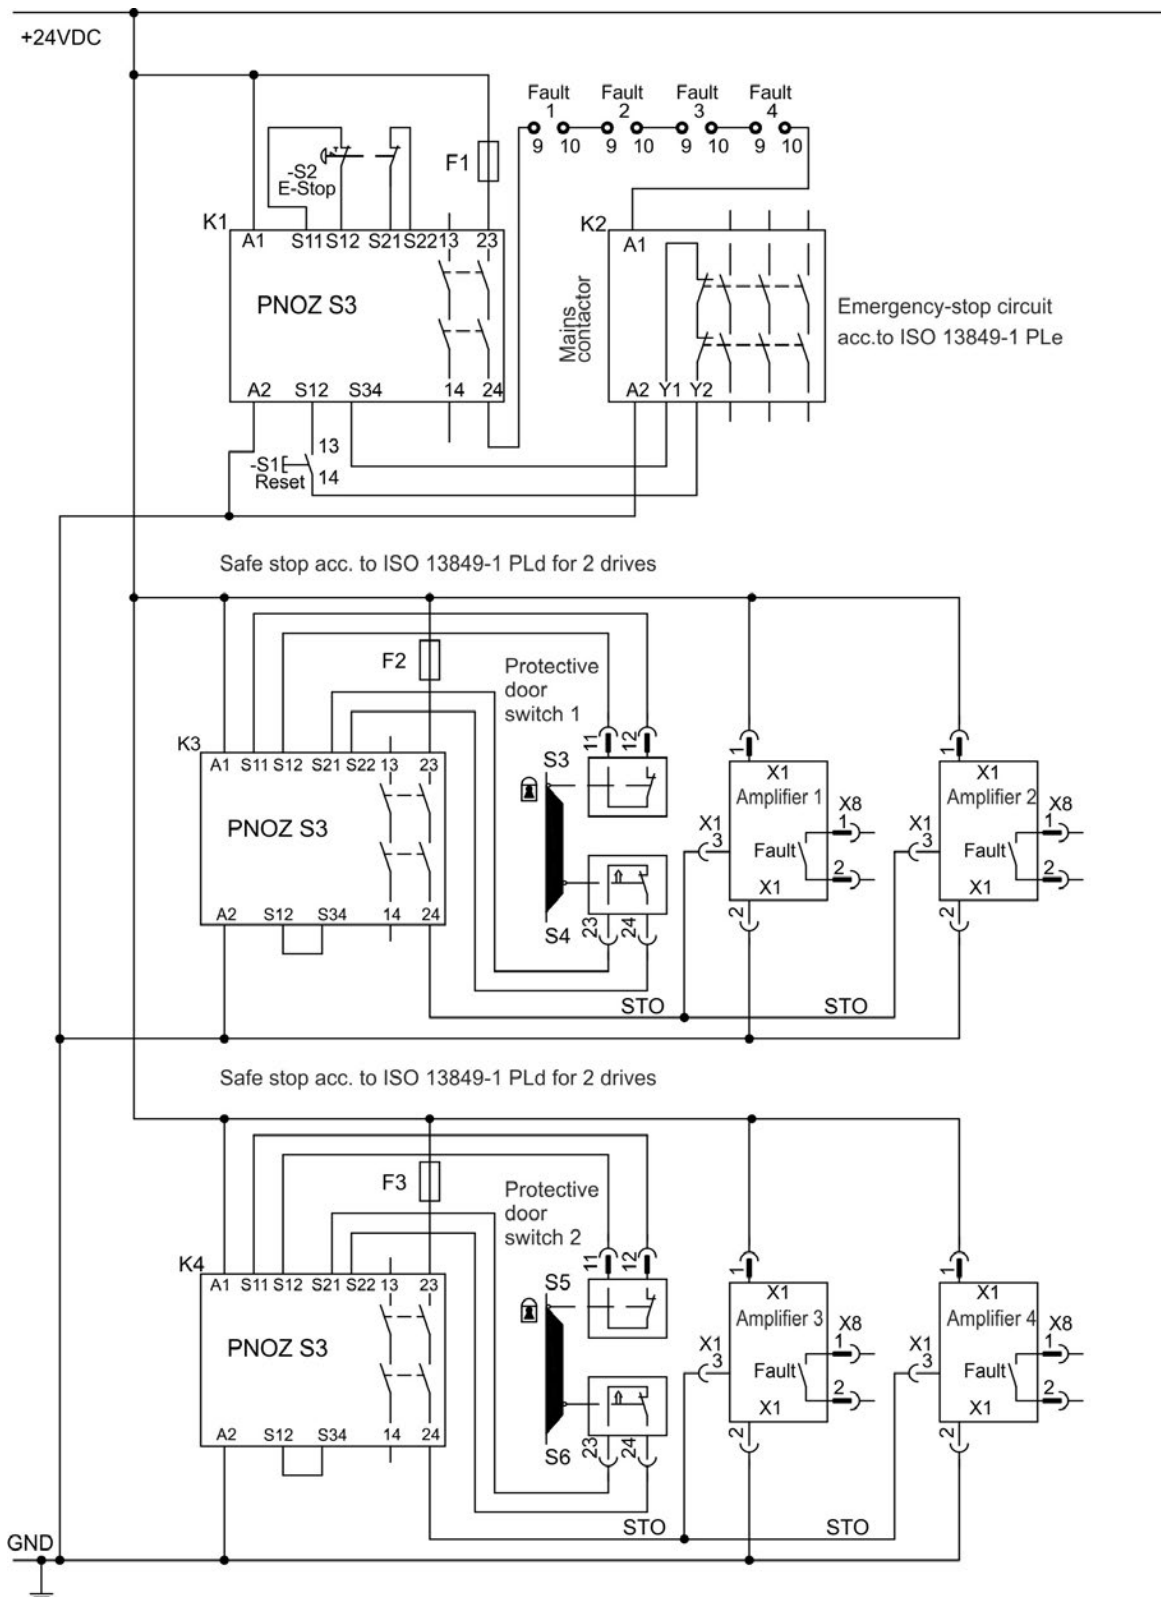 +24VDC
Fault Fault Fault Fault
1 2 3 4
9 10 9 10 9 10 9 10
F1
-S2
E-Stop
K1
A1 S11 S12 S21 S22 13 23
PNOZ S3
A2 S12 S34 14 24
K2
A1
Mains
contactor
A2 Y1 Y2
Emergency-stop circuit
acc.to ISO 13849-1 PLe
13
-S1
14
Reset
Safe stop acc. to ISO 13849-1 PLd for 2 drives
F2
Protective
door
switch 1
K3
A1 S11 S12 S21 S22 13 23
PNOZ S3
A2 S12 S34 14 24
S3
11 12
S4
23 24
1
X1
Amplifier 1
X1
3
Fault
X8
1
2
X1
2
1
X1
Amplifier 2
X1
3
Fault
X8
1
2
X1
2
STO STO
Safe stop acc. to ISO 13849-1 PLd for 2 drives
F3
Protective
door
switch 2
K4
A1 S11 S12 S21 S22 13 23
PNOZ S3
A2 S12 S34 14 24
S5
11 12
S6
23 24
1
X1
Amplifier 3
X1
3
Fault
X8
1
2
X1
2
1
X1
Amplifier 4
X1
3
Fault
X8
1
2
X1
2
STO STO
GND